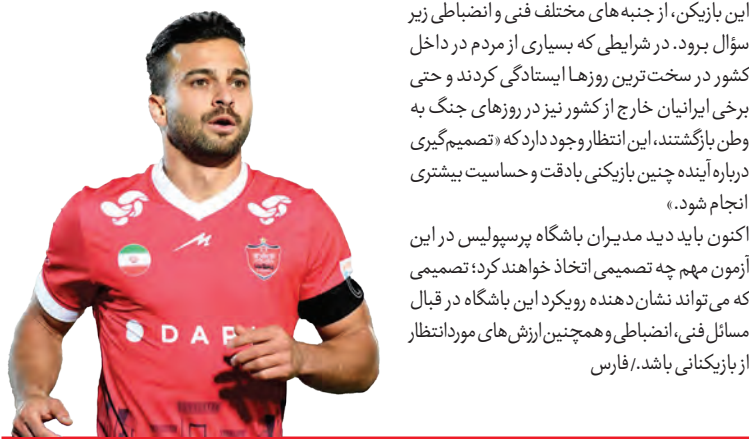 این بازیکن، از جنبه‌های مختلف فنی و انضباطی زیر
سؤال برود. در شرایطی که بسیاری از مردم در داخل
کشور در سخت‌ترین روزها ایستادگی کردند و حتی
برخی ایرانیان خارج از کشور نیز در روزهای جنگ به
وطن بازگشتند، این انتظار وجود دارد که «تصمیم‌گیری
درباره آینده چنین بازیکنی بادقت و حساسیت بیشتری
انجام شود.»
اکنون باید دید مدیران باشگاه پرسپولیس در این
آزمون مهم چه تصمیمی اتخاذ خواهند کرد؛ تصمیمی
که می‌تواند نشان‌دهنده رویکرد این باشگاه در قبال
مسائل فنی، انضباطی و همچنین ارزش‌های موردانتظار
از بازیکنانی باشد./ فارس
DAP